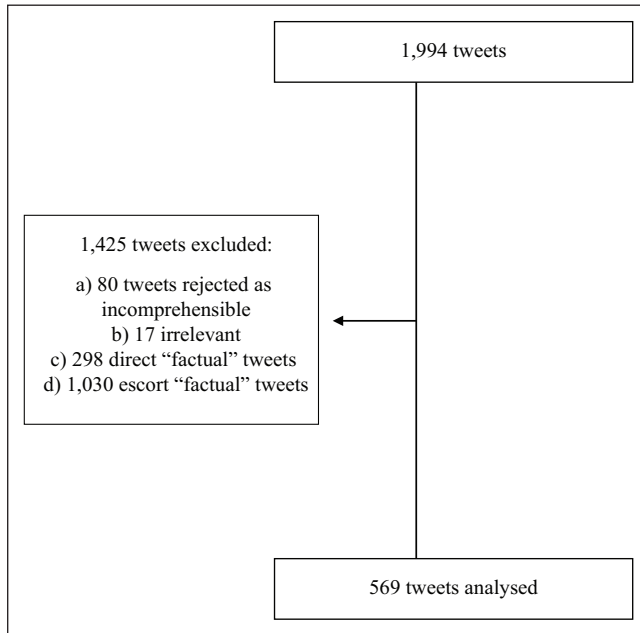 1,994 tweets
1,425 tweets excluded:
a) 80 tweets rejected as
incomprehensible
b) 17 irrelevant
c) 298 direct “factual” tweets
d) 1,030 escort “factual” tweets
569 tweets analysed